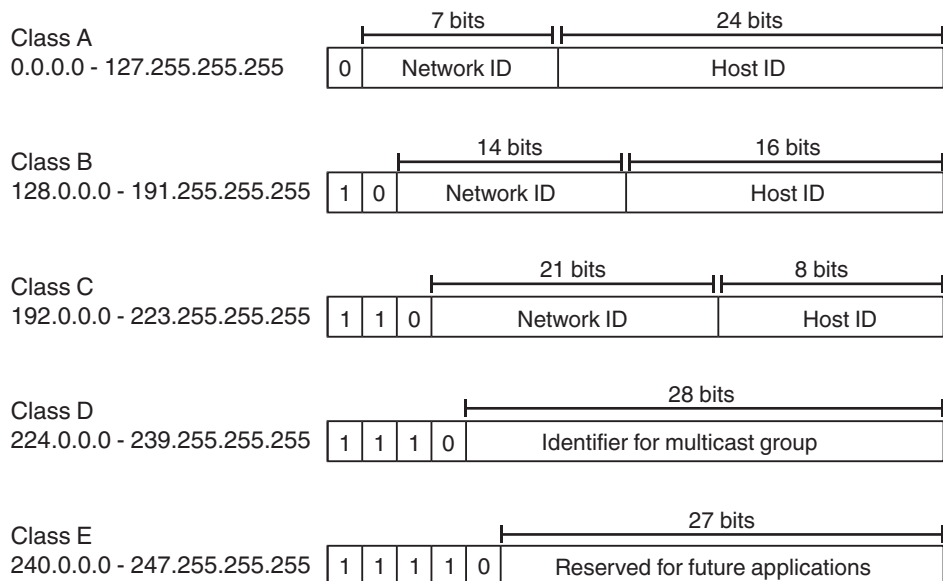 7 bits 24 bits
Class A
0.0.0.0 - 127.255.255.255 0 Network ID Host ID
14 bits 16 bits
Class B
128.0.0.0 - 191.255.255.255 1 0 Network ID Host ID
21 bits 8 bits
Class C
192.0.0.0 - 223.255.255.255 1 1 0 Network ID Host ID
28 bits
Class D
224.0.0.0 - 239.255.255.255 1 1 1 0 Identifier for multicast group
27 bits
Class E
240.0.0.0 - 247.255.255.255 1 1 1 1 0 Reserved for future applications